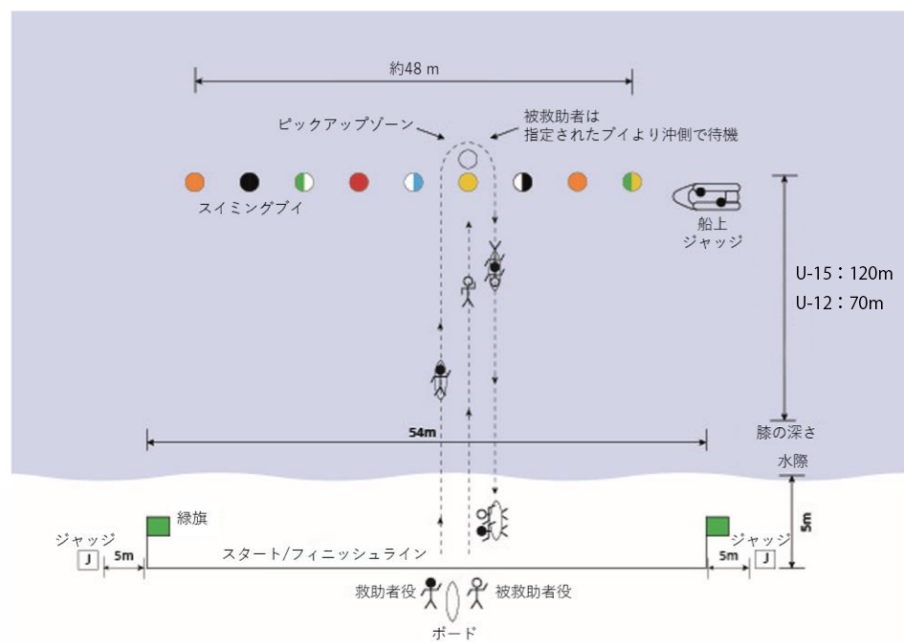 約48 m
ピックアップゾーン
被救助者は
指定されたブイより沖側で待機
スイミングブイ
船上
ジャッジ
U-15：120m
U-12：70m
54m
膝の深さ
水際
緑旗
ジャッジ
J
5m
スタート/フィニッシュライン
5m
ジャッジ
5m
J
救助者役
被救助者役
ボード